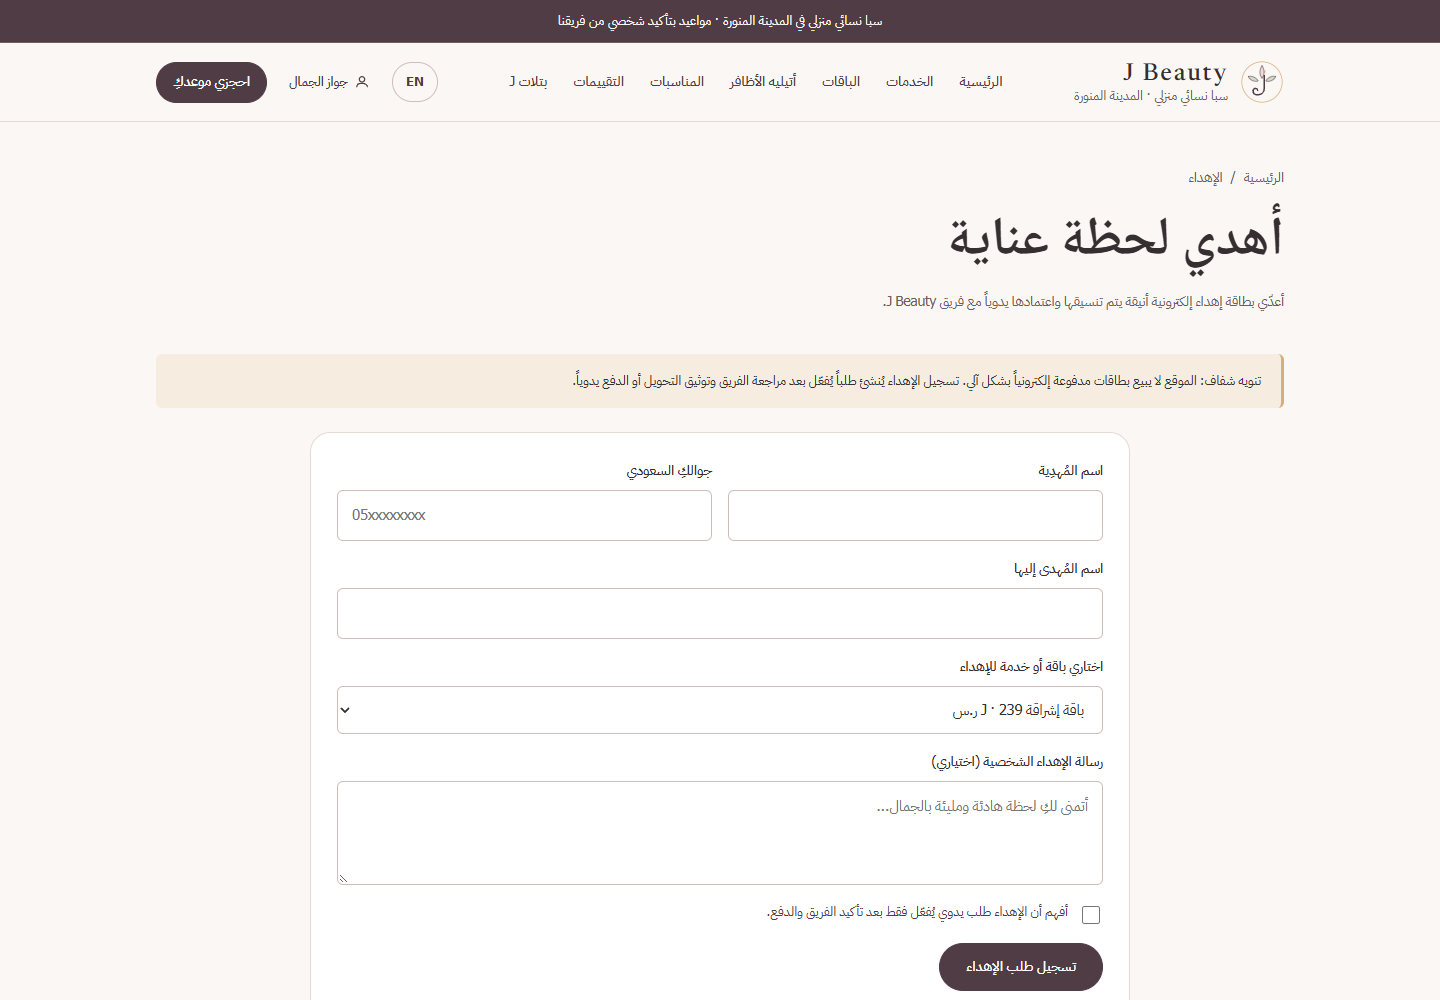 سبا نسائي منزلي في المدينة المنورة · مواعيد بتأكيد شخصي من فريقنا
J Beauty
سبا نسائي منزلي · المدينة المنورة
الرئيسية
الخدمات
الباقات
أتيليه الأظافر
المناسبات
التقييمات
بتلات J
EN
جواز الجمال
احجزي موعدكِ
الرئيسية / الإهداء
أهدي لحظة عناية
أعدّي بطاقة إهداء إلكترونية أنيقة يتم تنسيقها واعتمادها يدوياً مع فريق J Beauty.
تنويه شفاف: الموقع لا يبيع بطاقات مدفوعة إلكترونياً بشكل آلي. تسجيل الإهداء يُنشئ طلباً يُفعّل بعد مراجعة الفريق وتوثيق التحويل أو الدفع يدوياً.
اسم المُهدِية
جوالكِ السعودي
05xxxxxxxx
اسم المُهدى إليها
اختاري باقة أو خدمة للإهداء
باقة إشراقة J · 239 ر.س
رسالة الإهداء الشخصية (اختياري)
أتمنى لكِ لحظة هادئة ومليئة بالجمال...
أفهم أن الإهداء طلب يدوي يُفعّل فقط بعد تأكيد الفريق والدفع.
تسجيل طلب الإهداء